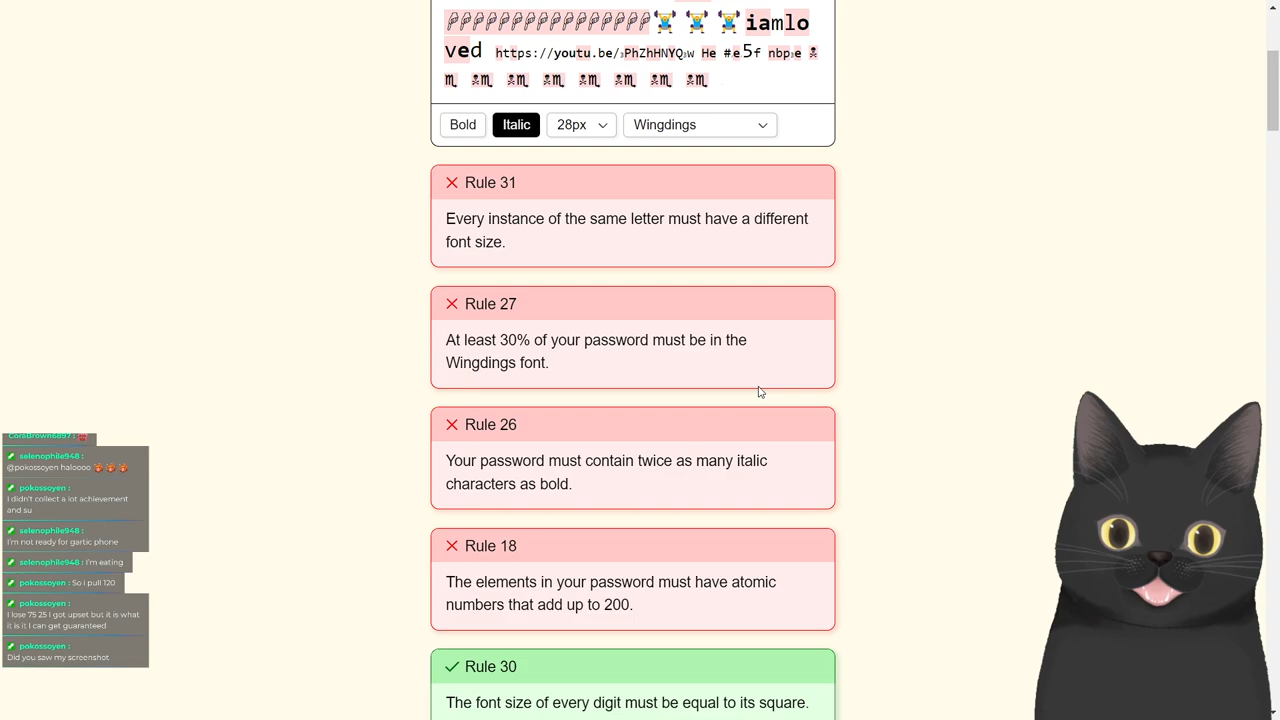 iamlo
ved https://youtu.be/3PhZhHNYQ3w He #e5f nbp3e
Bold Italic 28px Wingdings
Rule 31
Every instance of the same letter must have a different
font size.
Rule 27
At least 30% of your password must be in the
Wingdings font.
Rule 26
Your password must contain twice as many italic
characters as bold.
Rule 18
The elements in your password must have atomic
numbers that add up to 200.
Rule 30
The font size of every digit must be equal to its square.
CoraBrown6897 :
selenophile948 :
@pokossoyen haloooo
pokossoyen :
I didn't collect a lot achievement
and su
selenophile948 :
I'm not ready for gartic phone
selenophile948 : I'm eating
pokossoyen : So i pull 120
pokossoyen :
I lose 75 25 I got upset but it is what
it is it I can get guaranteed
pokossoyen :
Did you saw my screenshot